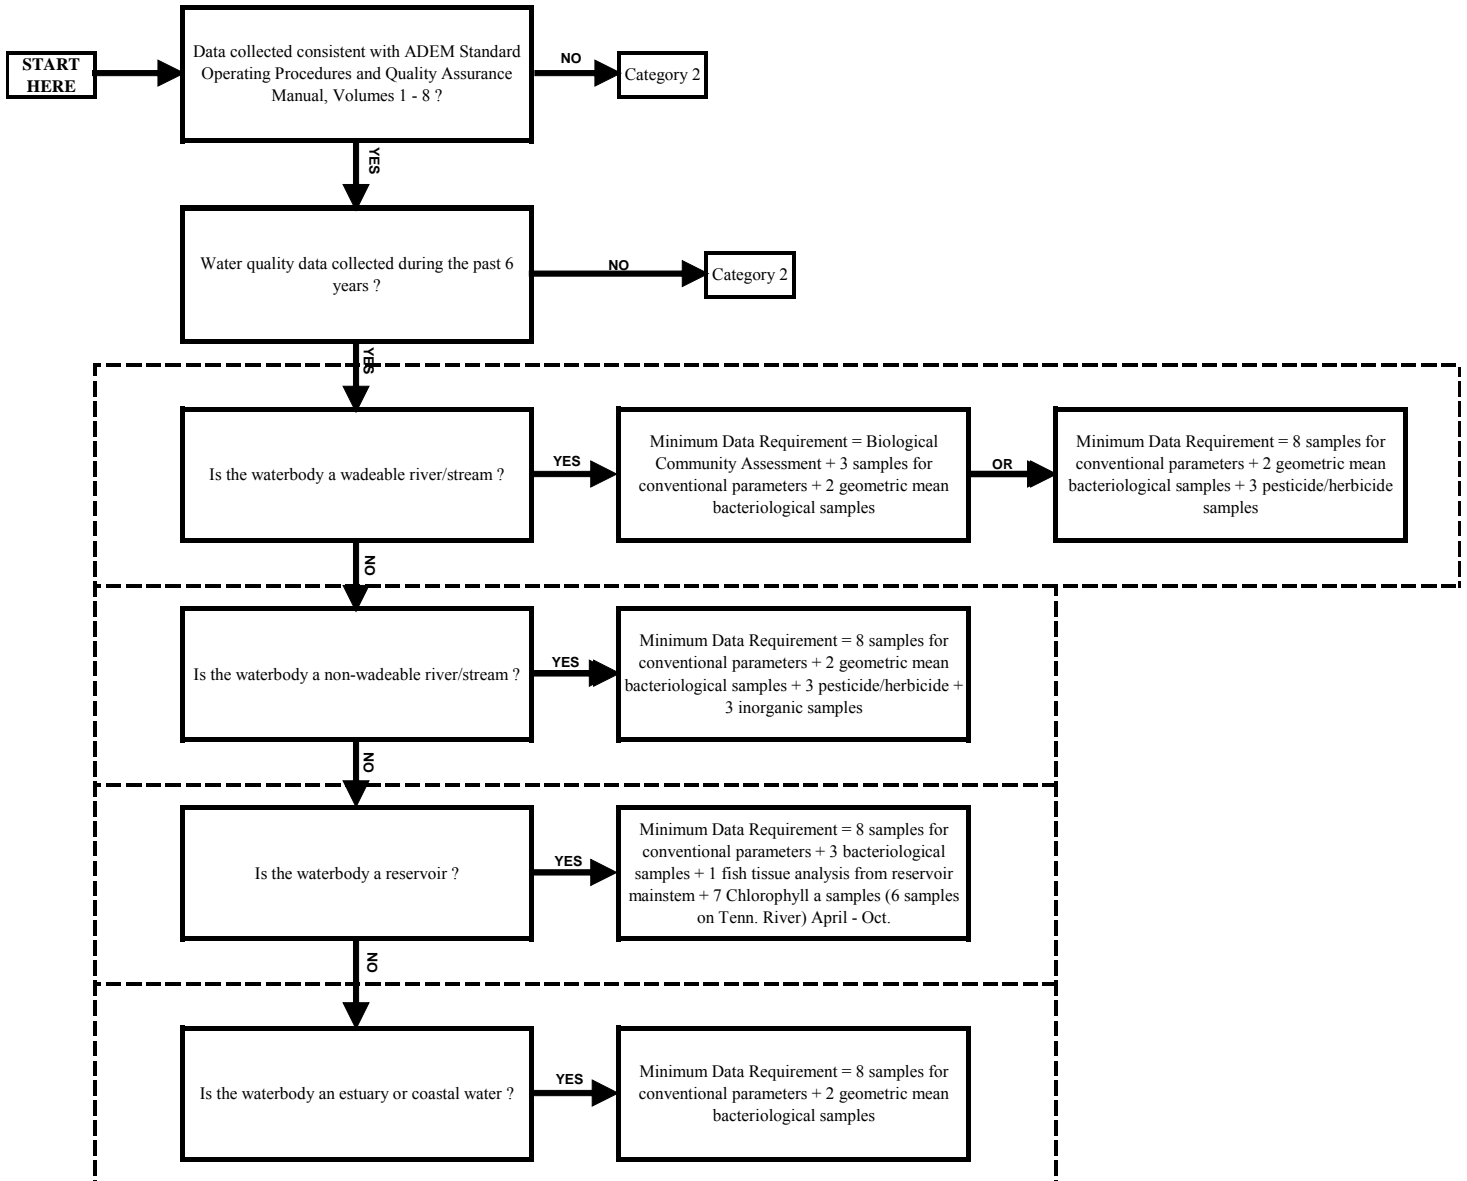 START
HERE
Data collected consistent with ADEM Standard
Operating Procedures and Quality Assurance
Manual, Volumes 1 - 8 ?
NO
Category 2
YES
Water quality data collected during the past 6
years ?
NO
Category 2
YES
Is the waterbody a wadeable river/stream ?
YES
Minimum Data Requirement = Biological
Community Assessment + 3 samples for
conventional parameters + 2 geometric mean
bacteriological samples
OR
Minimum Data Requirement = 8 samples for
conventional parameters + 2 geometric mean
bacteriological samples + 3 pesticide/herbicide
samples
NO
Is the waterbody a non-wadeable river/stream ?
YES
Minimum Data Requirement = 8 samples for
conventional parameters + 2 geometric mean
bacteriological samples + 3 pesticide/herbicide +
3 inorganic samples
NO
Is the waterbody a reservoir ?
YES
Minimum Data Requirement = 8 samples for
conventional parameters + 3 bacteriological
samples + 1 fish tissue analysis from reservoir
mainstem + 7 Chlorophyll a samples (6 samples
on Tenn. River) April - Oct.
NO
Is the waterbody an estuary or coastal water ?
YES
Minimum Data Requirement = 8 samples for
conventional parameters + 2 geometric mean
bacteriological samples